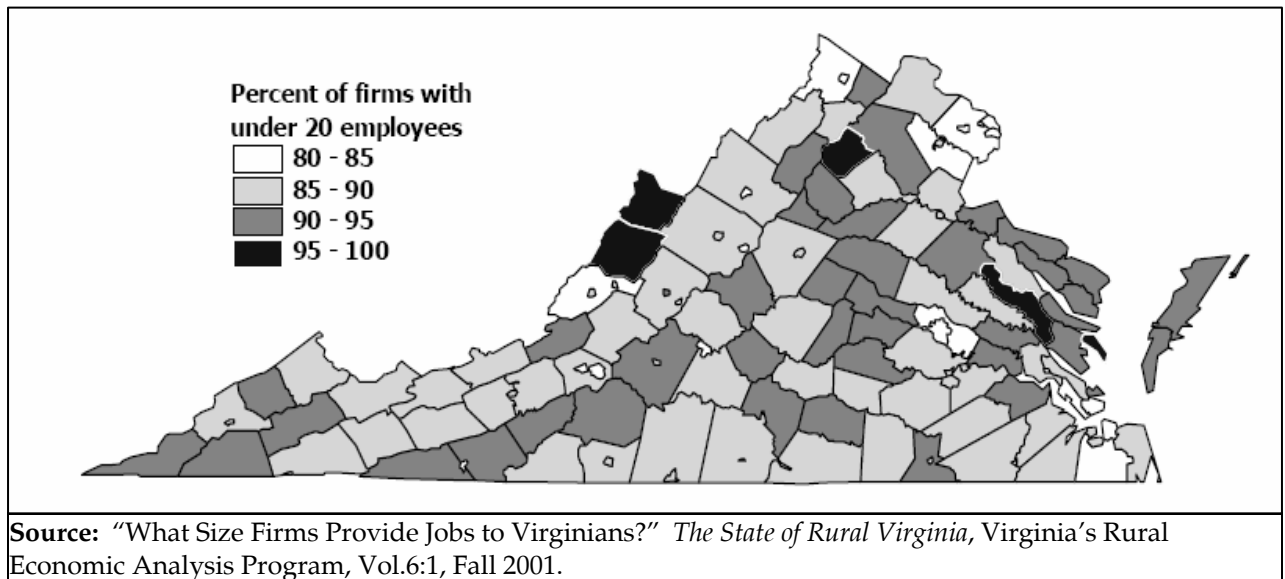 Percent of firms with
under 20 employees
80 - 85
85 - 90
90 - 95
95 - 100
Source: “What Size Firms Provide Jobs to Virginians?” The State of Rural Virginia, Virginia’s Rural
Economic Analysis Program, Vol.6:1, Fall 2001.